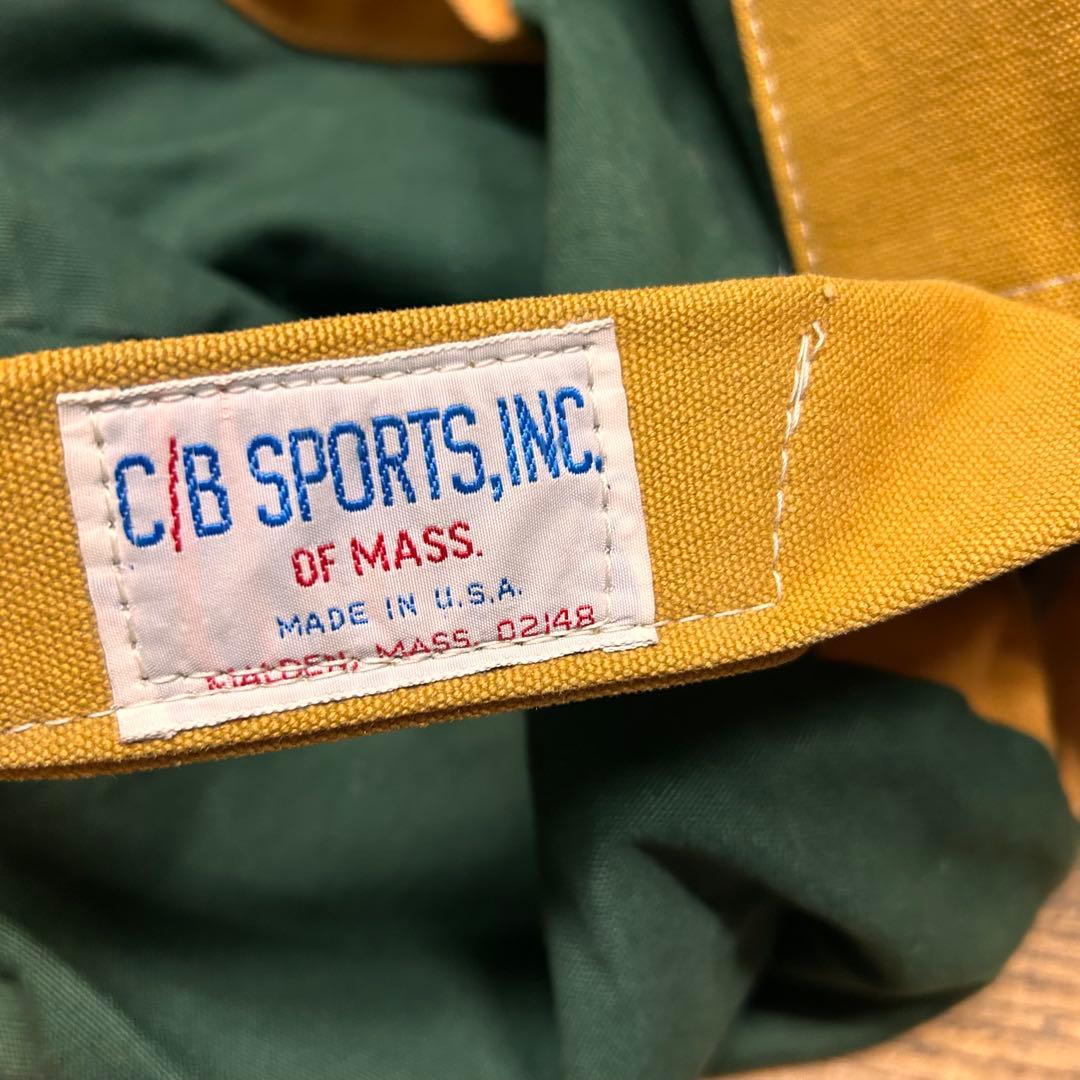 C/B SPORTS, INC.
OF MASS.
MADE IN U.S.A.
MALDEN, MASS. 02148